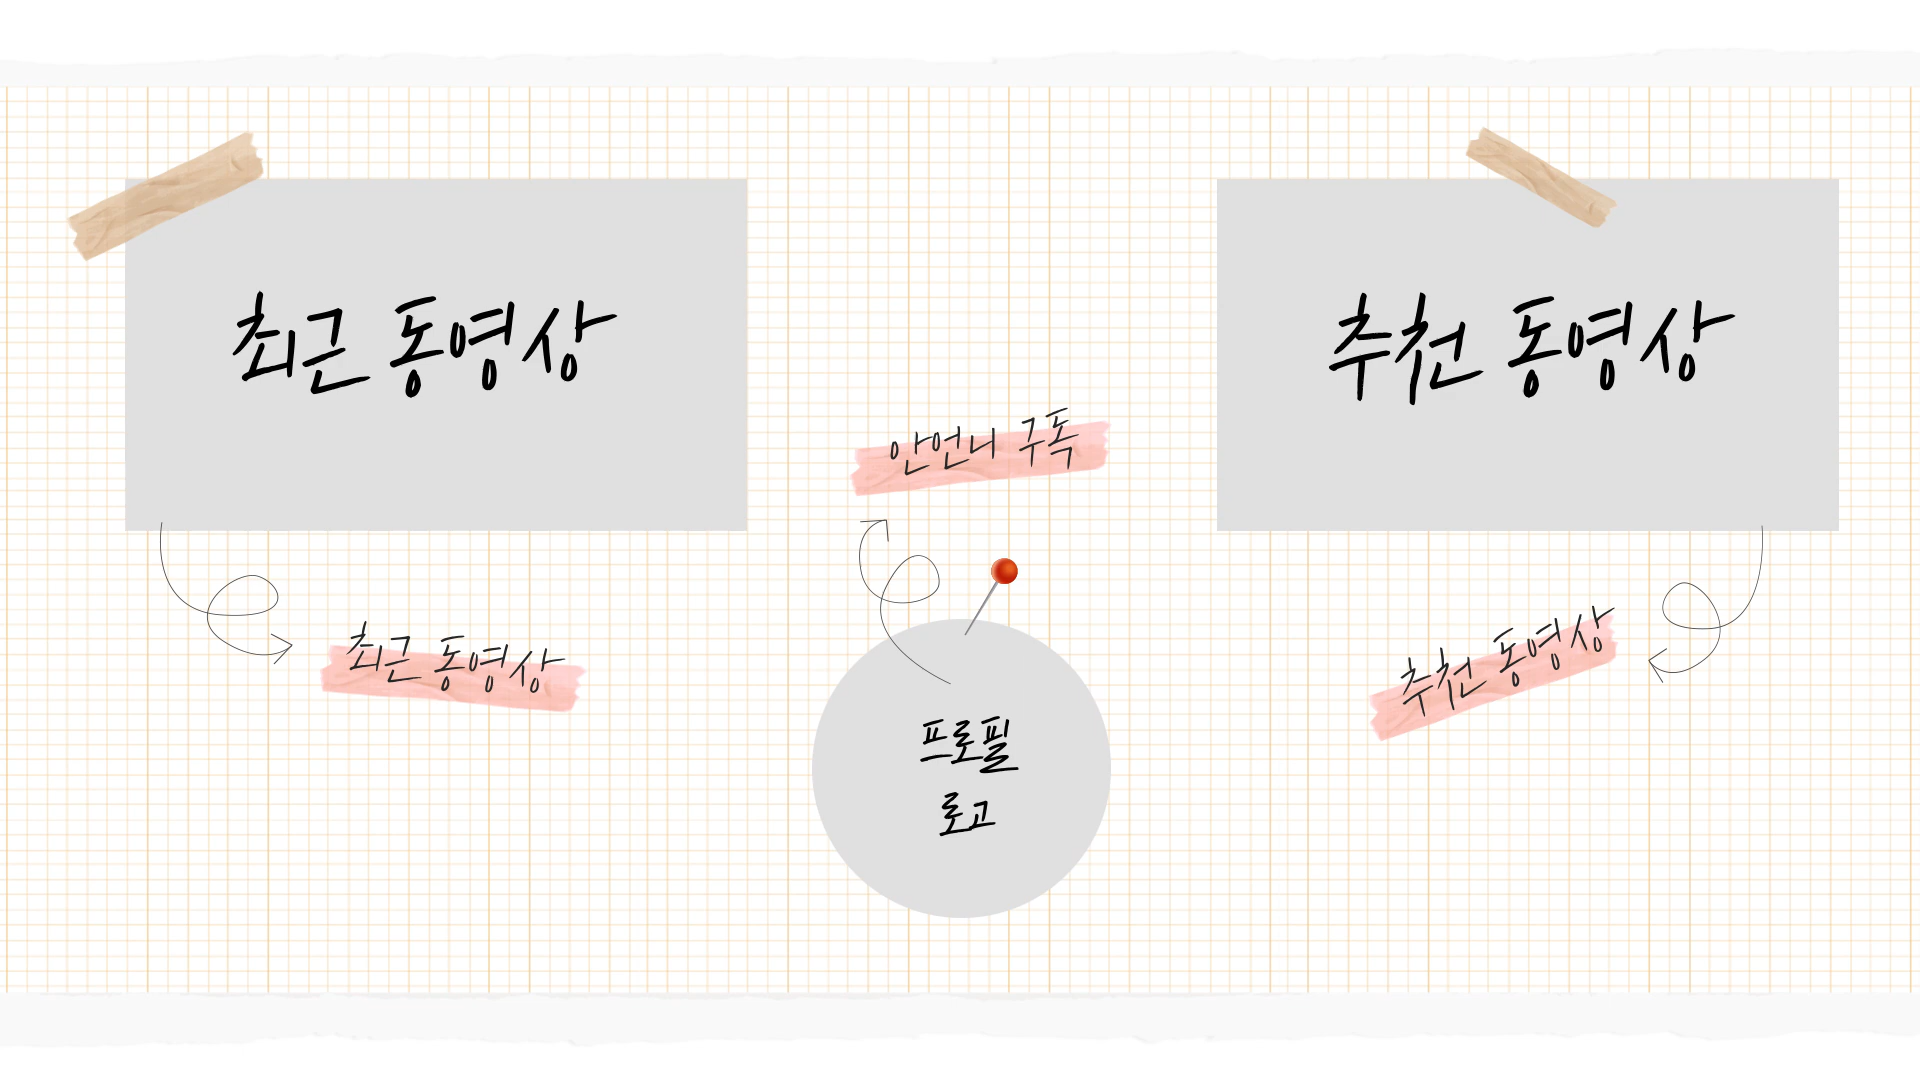 최근 동영상
추천 동영상
안언니 구독
최근 동영상
추천 동영상
프로필
로고